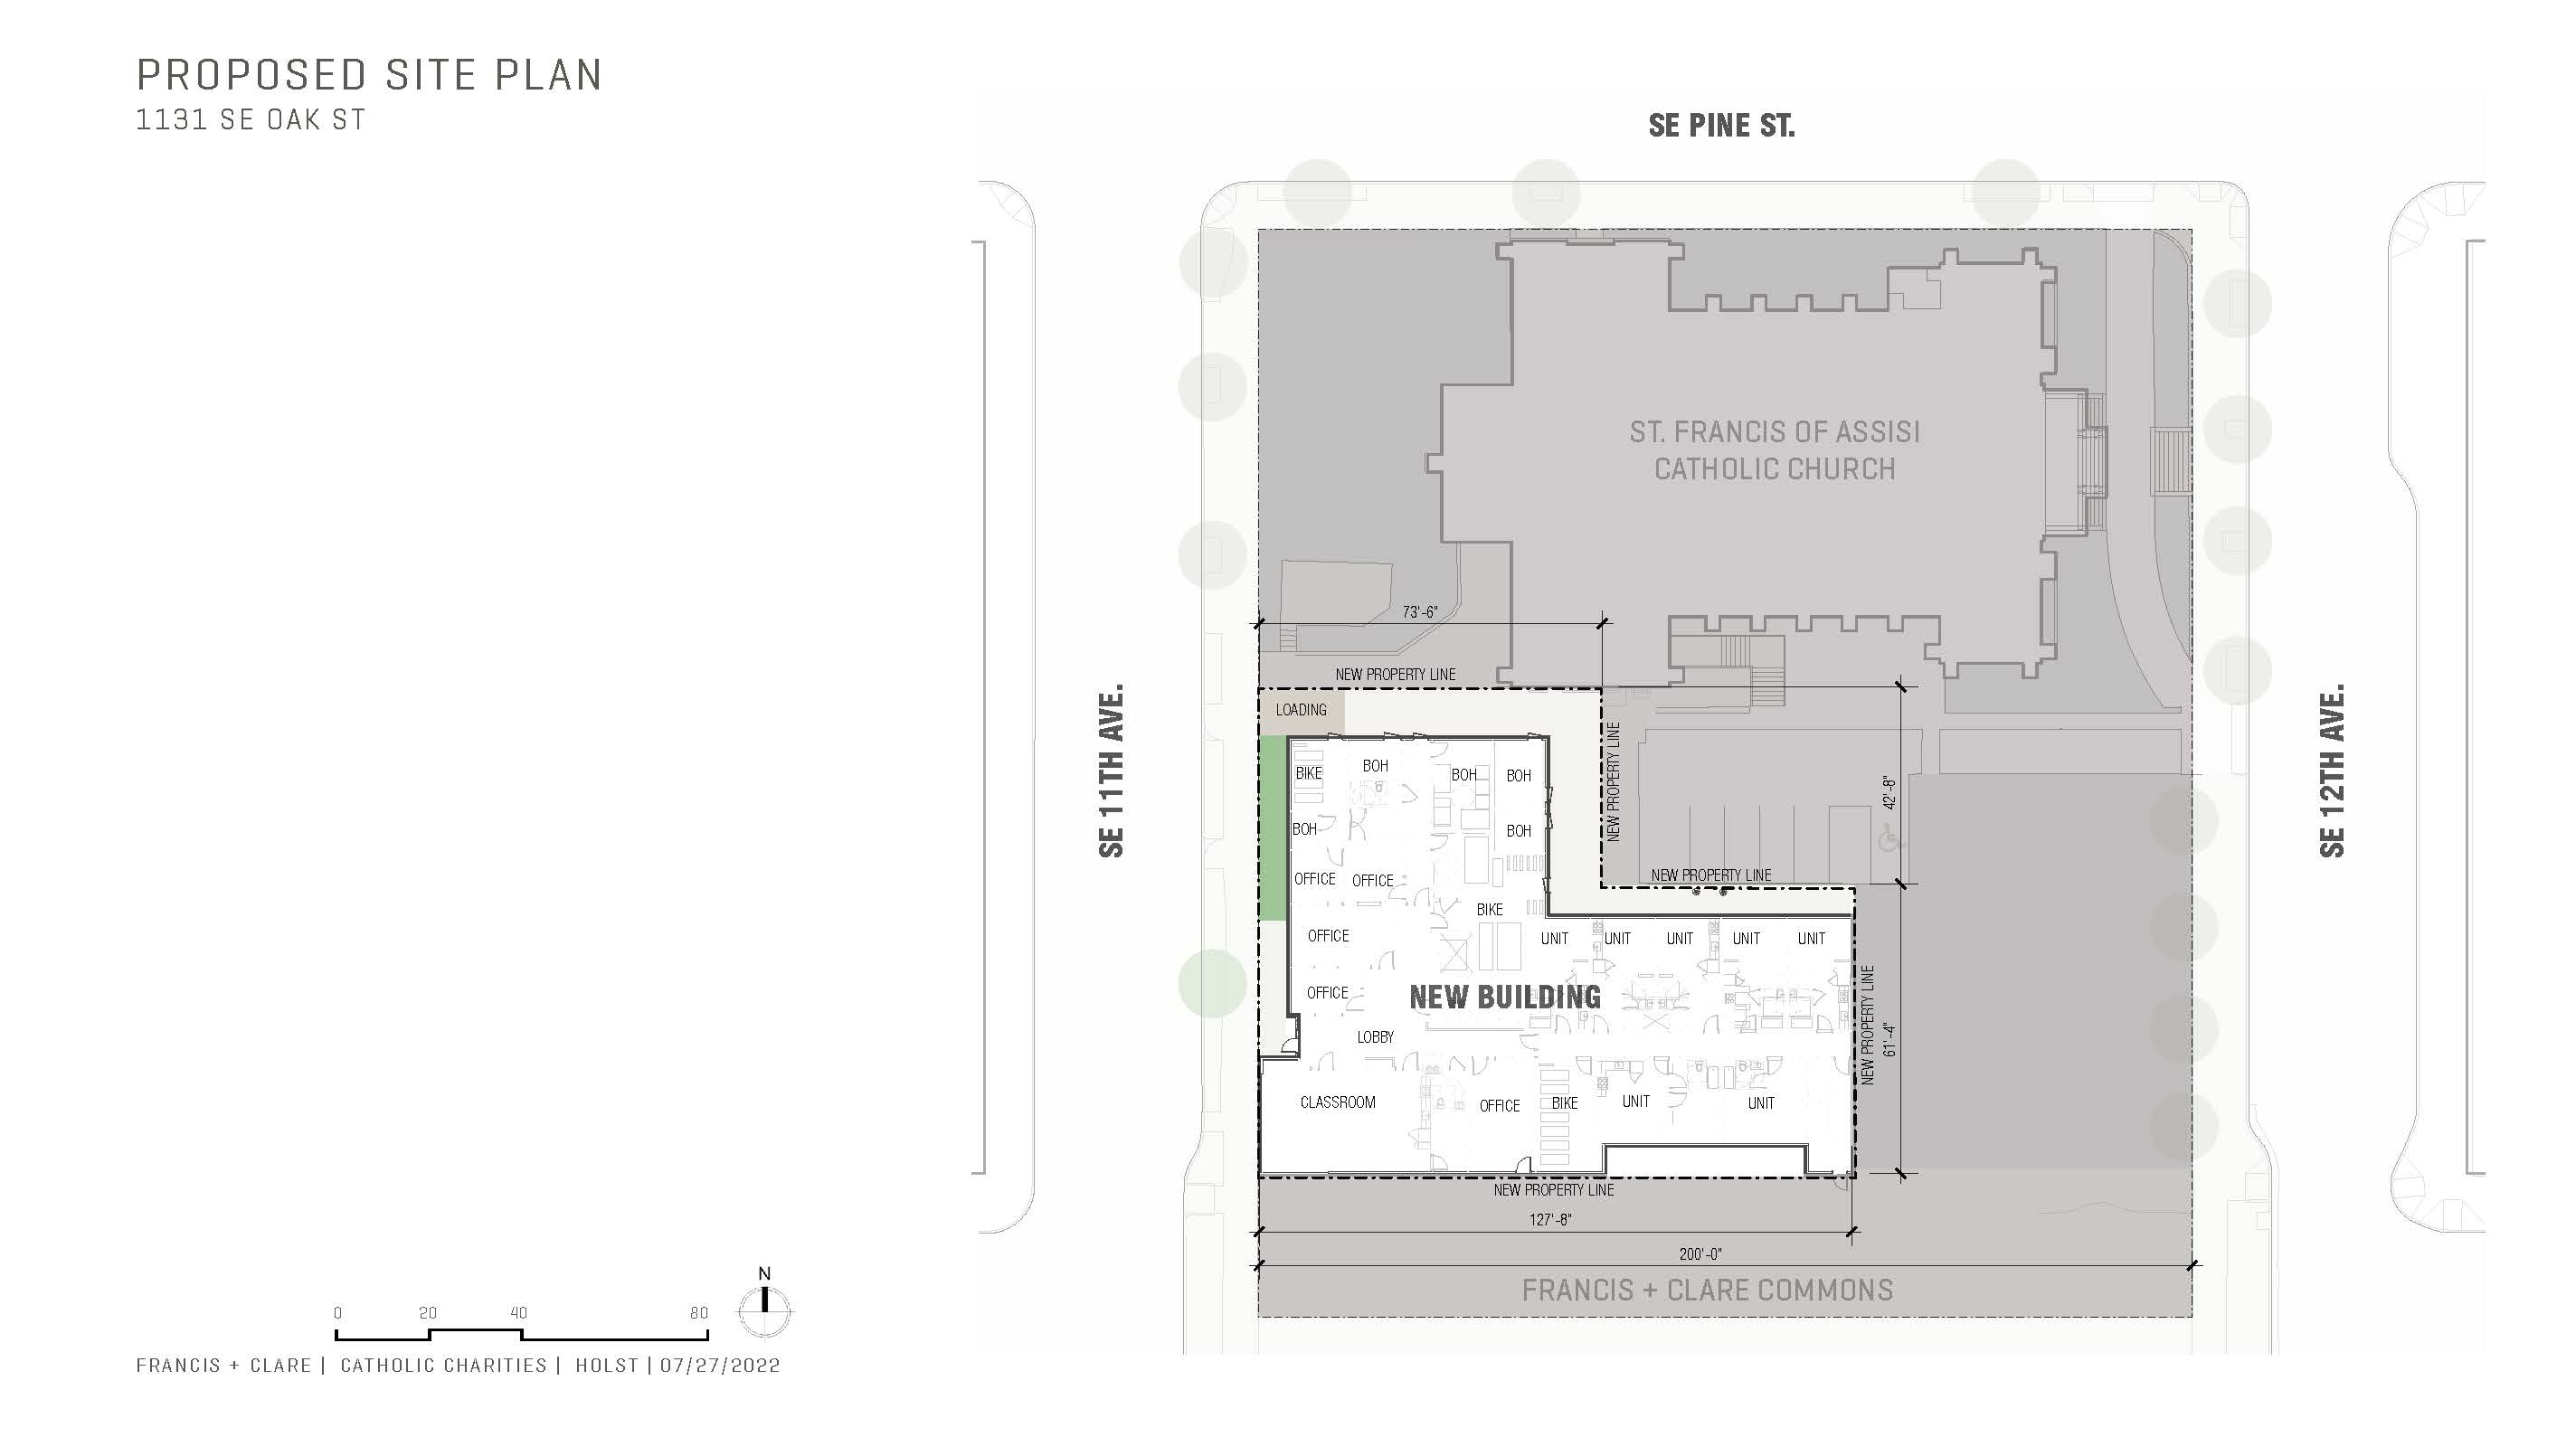 PROPOSED SITE PLAN
1131 SE OAK ST
SE PINE ST.
ST. FRANCIS OF ASSISI
CATHOLIC CHURCH
73'-6"
NEW PROPERTY LINE
SE 11TH AVE.
SE 12TH AVE.
LOADING
NEW PROPERTY LINE
42'-8"
BIKE
BOH
BOH
BOH
BOH
BOH
NEW PROPERTY LINE
OFFICE
OFFICE
BIKE
OFFICE
UNIT
UNIT
UNIT
UNIT
UNIT
OFFICE
NEW BUILDING
NEW PROPERTY LINE
61'-4"
LOBBY
CLASSROOM
OFFICE
BIKE
UNIT
UNIT
NEW PROPERTY LINE
127'-8"
200'-0"
FRANCIS + CLARE COMMONS
N
0 20 40 80
FRANCIS + CLARE | CATHOLIC CHARITIES | HOLST | 07/27/2022